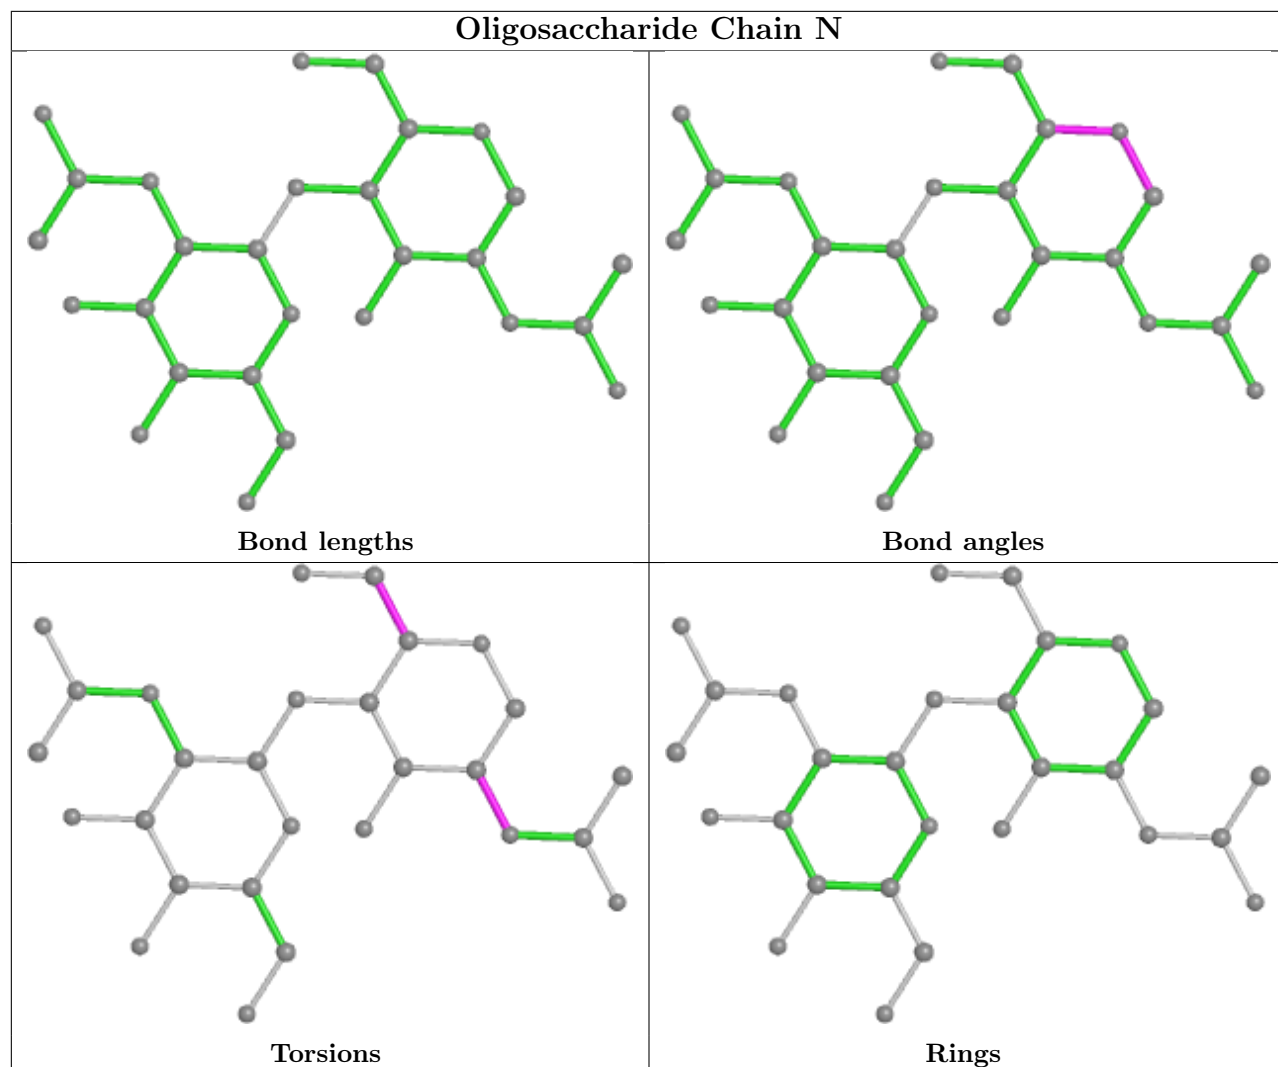 Oligosaccharide Chain N
Bond lengths
Bond angles
Torsions
Rings